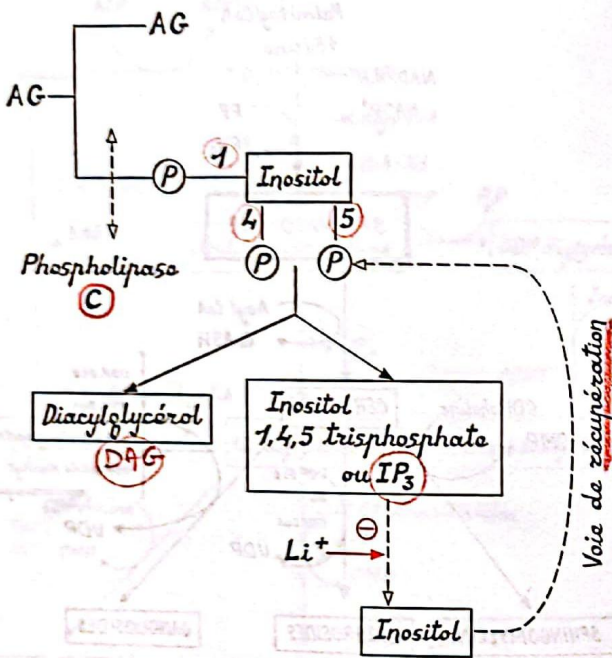 AG
AG
P
1
Inositol
4
5
P
P
Phospholipase
C
Diacylglycérol
DAG
Inositol
1,4,5 trisphosphate
ou IP₃
⊖
Li⁺
Inositol
Voie de récupération